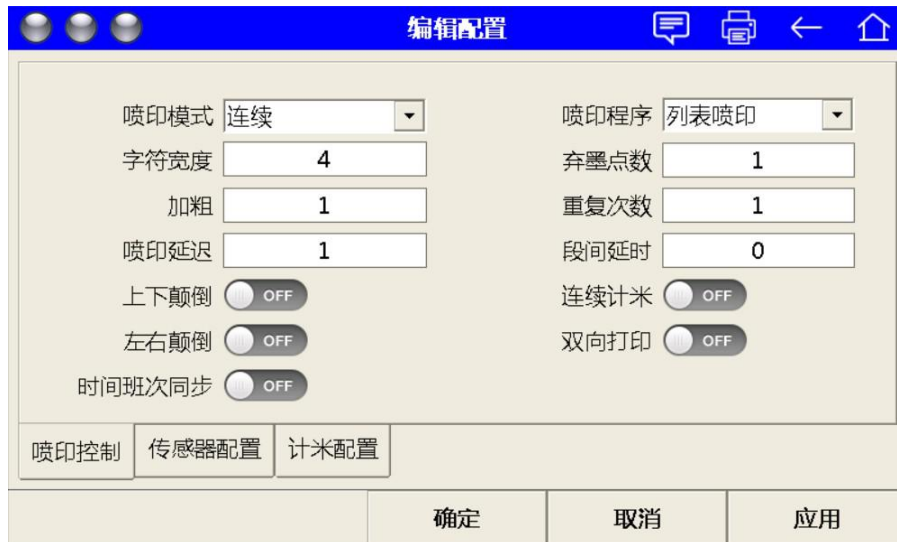 编辑配置
喷印模式 连续 喷印程序 列表喷印
字符宽度 4 弃墨点数 1
加粗 1 重复次数 1
喷印延迟 1 段间延时 0
上下颠倒 OFF 连续计米 OFF
左右颠倒 OFF 双向打印 OFF
时间班次同步 OFF
喷印控制 传感器配置 计米配置
确定 取消 应用